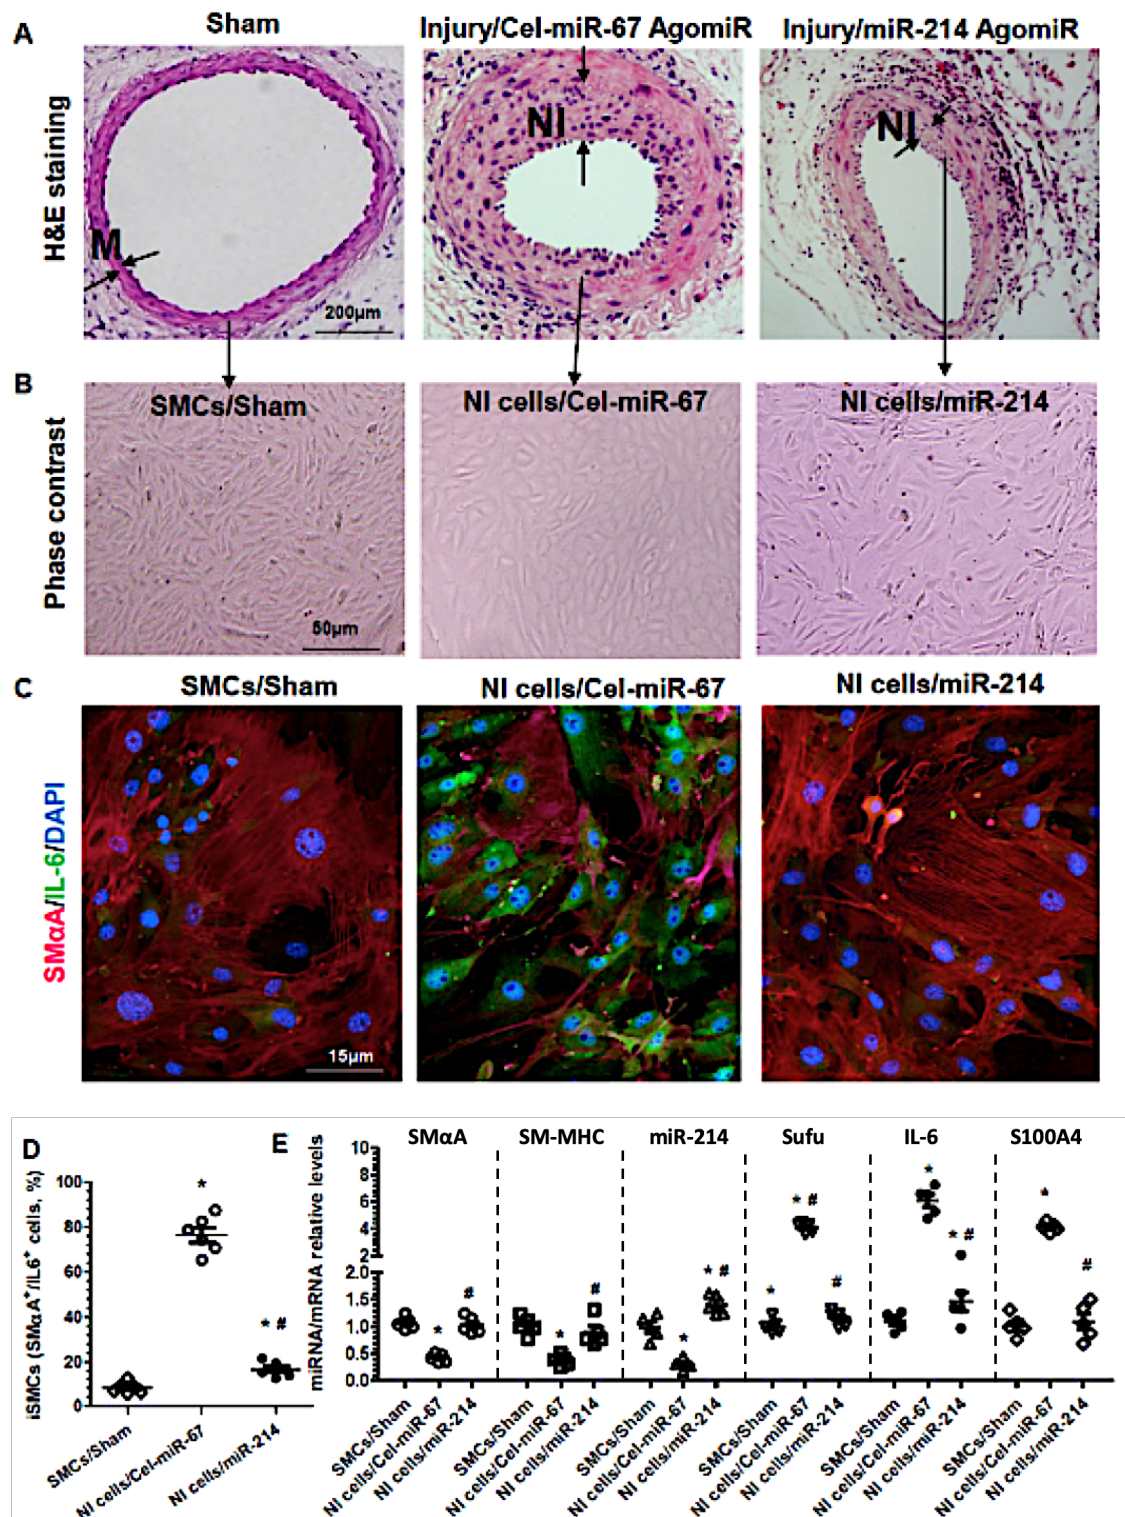 A
Sham
Injury/Cel-miR-67 AgomiR
Injury/miR-214 AgomiR
H&E staining
M
200µm
NI
NI
B
Phase contrast
SMCs/Sham
50µm
NI cells/Cel-miR-67
NI cells/miR-214
C
SMCs/Sham
NI cells/Cel-miR-67
NI cells/miR-214
SMαA/IL-6/DAPI
15µm
D
iSMCs (SMαA+/IL6+ cells, %)
100
80
60
40
20
0
*
* #
SMCs/Sham
NI cells/Cel-miR-67
NI cells/miR-214
E
miRNA/mRNA relative levels
10
8
6
4
2
2.0
1.5
1.0
0.5
0.0
SMαA
SM-MHC
miR-214
Sufu
IL-6
S100A4
*
#
*
#
*
* #
*
* #
#
*
* #
*
#
SMCs/Sham
NI cells/Cel-miR-67
NI cells/miR-214
SMCs/Sham
NI cells/Cel-miR-67
NI cells/miR-214
SMCs/Sham
NI cells/Cel-miR-67
NI cells/miR-214
SMCs/Sham
NI cells/Cel-miR-67
NI cells/miR-214
SMCs/Sham
NI cells/Cel-miR-67
NI cells/miR-214
SMCs/Sham
NI cells/Cel-miR-67
NI cells/miR-214